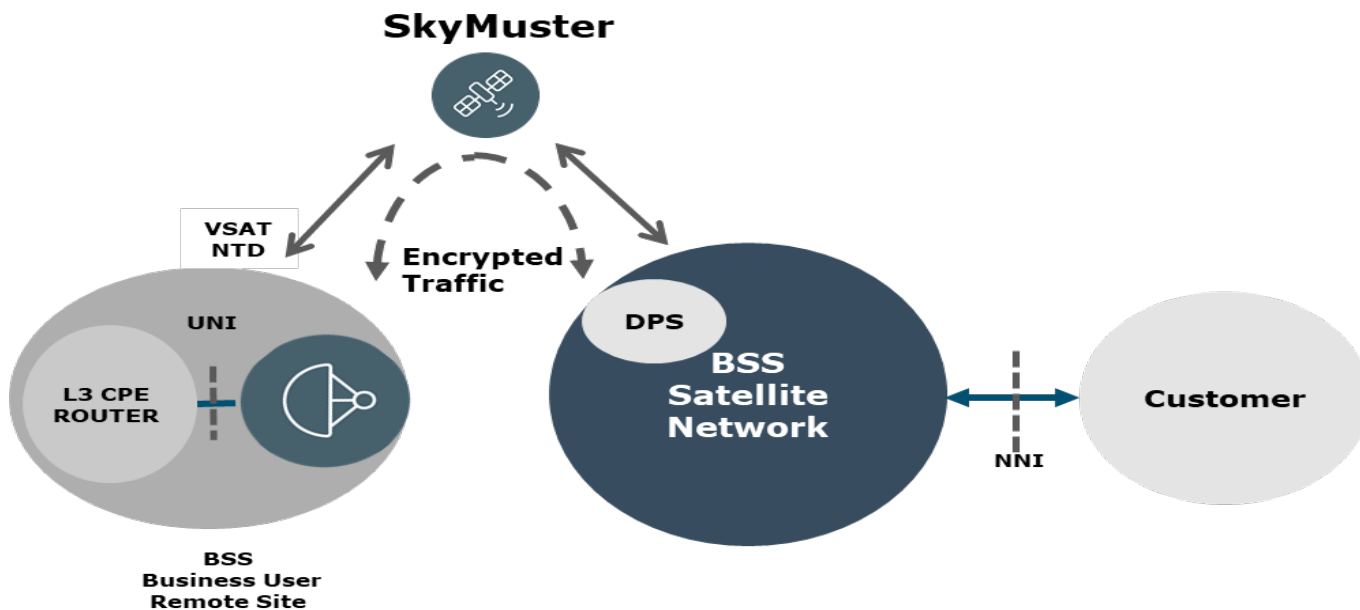 SkyMuster
VSAT
NTD
Encrypted
Traffic
UNI
L3 CPE
ROUTER
DPS
BSS
Satellite
Network
NNI
Customer
BSS
Business User
Remote Site